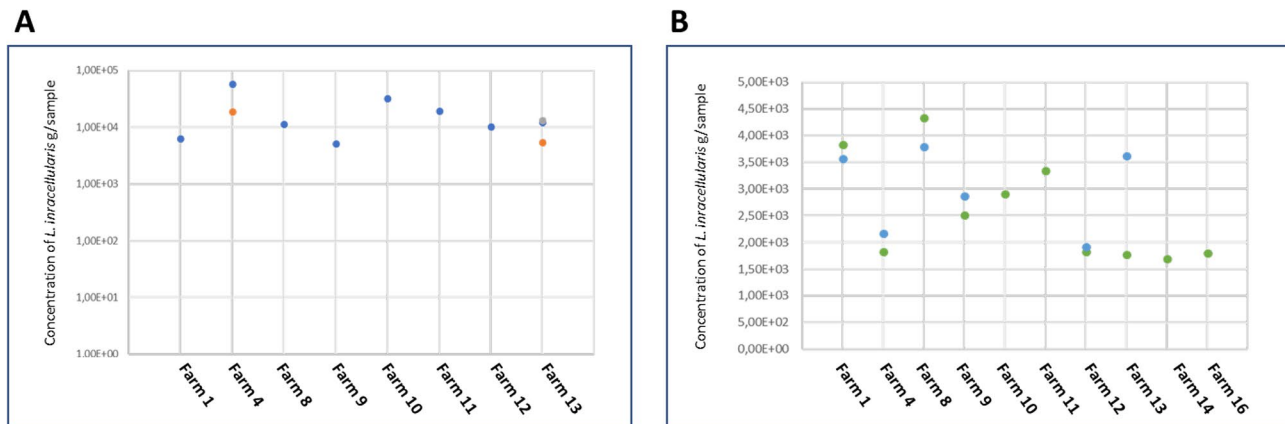 A
Concentration of L. inracellularis g/sample
1,00E+05
1,00E+04
1,00E+03
1,00E+02
1,00E+01
1.00E+00
Farm 1
Farm 4
Farm 8
Farm 9
Farm 10
Farm 11
Farm 12
Farm 13
B
Concentration of L. inracellularis g/sample
5,00E+03
4,50E+03
4,00E+03
3,50E+03
3,00E+03
2,50E+03
2,00E+03
1,50E+03
1,00E+03
5,00E+02
0,00E+00
Farm 1
Farm 4
Farm 8
Farm 9
Farm 10
Farm 11
Farm 12
Farm 13
Farm 14
Farm 16